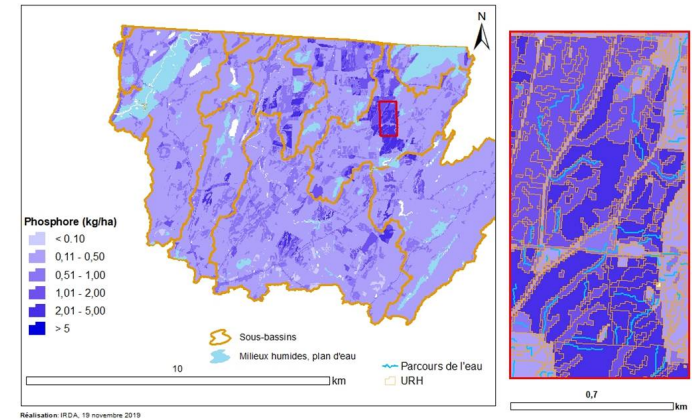 N
Phosphore (kg/ha)
< 0.10
0,11 - 0,50
0,51 - 1,00
1,01 - 2,00
2,01 - 5,00
> 5
Sous-bassins
Milieux humides, plan d'eau
Parcours de l'eau
URH
10
km
0,7
km
Réalisation: IRDA, 19 novembre 2019